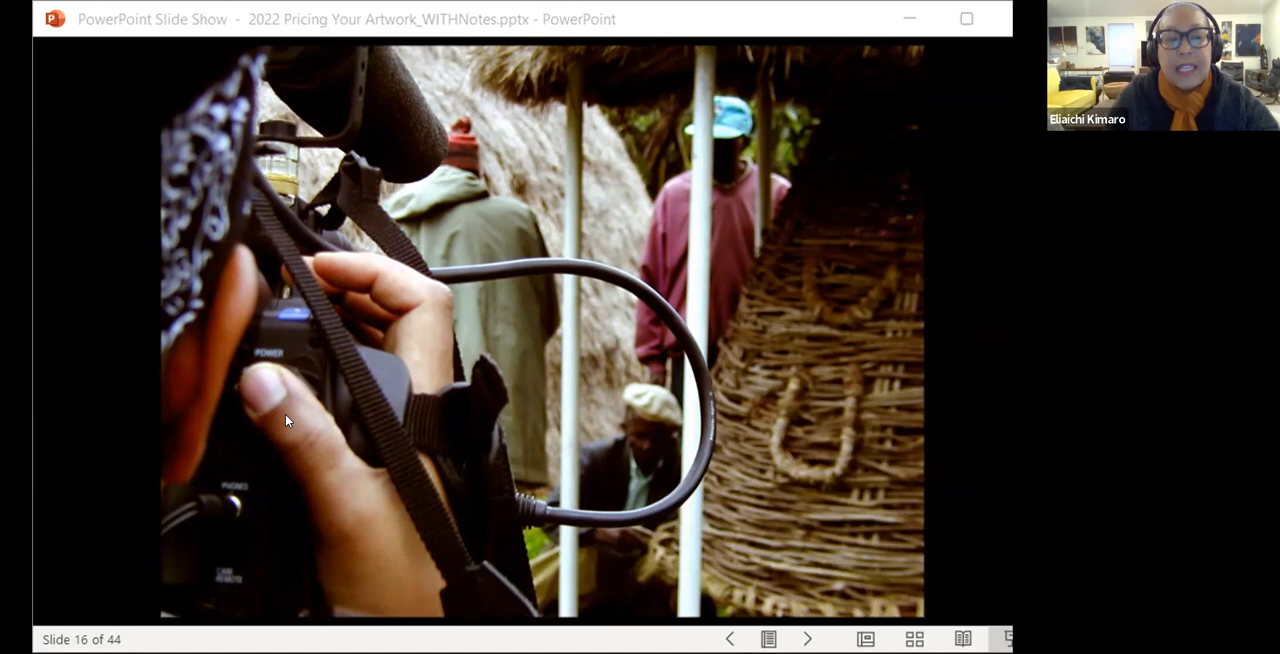 PowerPoint Slide Show - 2022 Pricing Your Artwork_WITHNotes.pptx - PowerPoint
Eliaichi Kimaro
POWER
PHONES
CAM
REMOTE
Slide 16 of 44